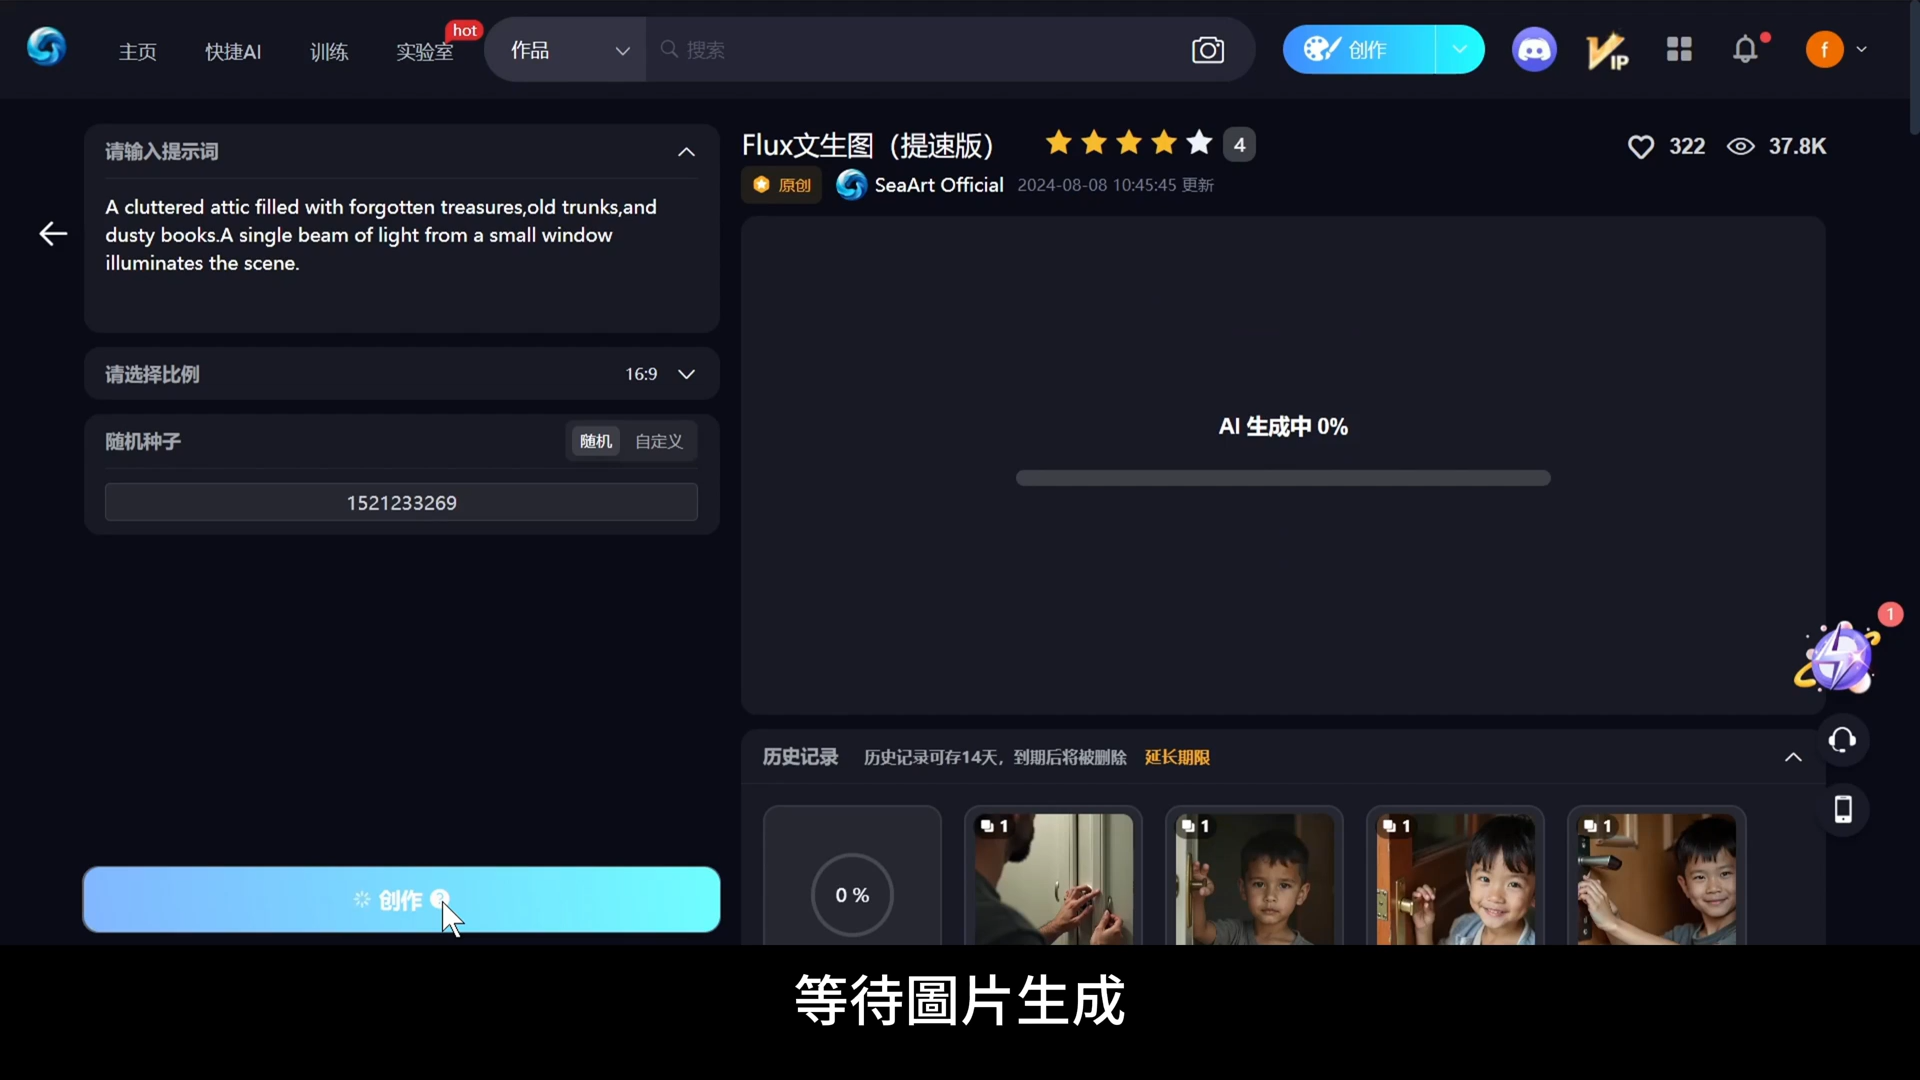 主页
快捷AI
训练
实验室
hot
作品
搜索
创作
VIP
f
请输入提示词
A cluttered attic filled with forgotten treasures,old trunks,and
dusty books.A single beam of light from a small window
illuminates the scene.
请选择比例
16:9
随机种子
随机
自定义
1521233269
创作
Flux文生图（提速版）
4
322
37.8K
原创
SeaArt Official
2024-08-08 10:45:45 更新
AI 生成中 0%
1
历史记录
历史记录可存14天，到期后将被删除
延长期限
0 %
1
1
1
1
等待圖片生成